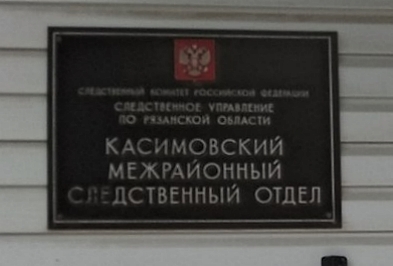 СЛЕДСТВЕННЫЙ КОМИТЕТ РОССИЙСКОЙ ФЕДЕРАЦИИ
СЛЕДСТВЕННОЕ УПРАВЛЕНИЕ
ПО РЯЗАНСКОЙ ОБЛАСТИ
КАСИМОВСКИЙ
МЕЖРАЙОННЫЙ
СЛЕДСТВЕННЫЙ ОТДЕЛ